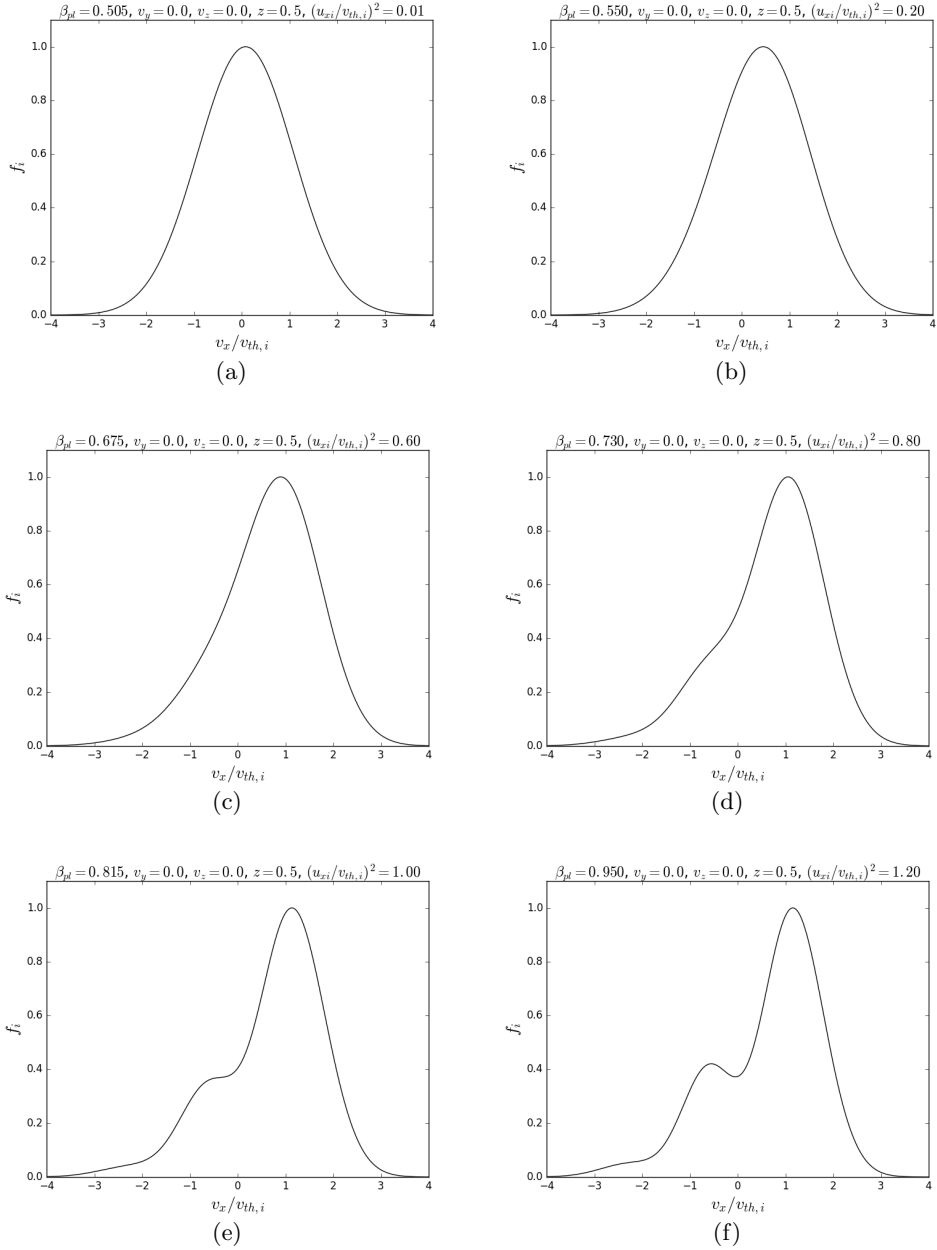 β_pl = 0.505, v_y = 0.0, v_z = 0.0, z = 0.5, (u_xi/v_th,i)^2 = 0.01
1.0
0.8
0.6
0.4
0.2
0.0
f_i
−4 −3 −2 −1 0 1 2 3 4
v_x/v_th,i
(a)
β_pl = 0.550, v_y = 0.0, v_z = 0.0, z = 0.5, (u_xi/v_th,i)^2 = 0.20
1.0
0.8
0.6
0.4
0.2
0.0
f_i
−4 −3 −2 −1 0 1 2 3 4
v_x/v_th,i
(b)
β_pl = 0.675, v_y = 0.0, v_z = 0.0, z = 0.5, (u_xi/v_th,i)^2 = 0.60
1.0
0.8
0.6
0.4
0.2
0.0
f_i
−4 −3 −2 −1 0 1 2 3 4
v_x/v_th,i
(c)
β_pl = 0.730, v_y = 0.0, v_z = 0.0, z = 0.5, (u_xi/v_th,i)^2 = 0.80
1.0
0.8
0.6
0.4
0.2
0.0
f_i
−4 −3 −2 −1 0 1 2 3 4
v_x/v_th,i
(d)
β_pl = 0.815, v_y = 0.0, v_z = 0.0, z = 0.5, (u_xi/v_th,i)^2 = 1.00
1.0
0.8
0.6
0.4
0.2
0.0
f_i
−4 −3 −2 −1 0 1 2 3 4
v_x/v_th,i
(e)
β_pl = 0.950, v_y = 0.0, v_z = 0.0, z = 0.5, (u_xi/v_th,i)^2 = 1.20
1.0
0.8
0.6
0.4
0.2
0.0
f_i
−4 −3 −2 −1 0 1 2 3 4
v_x/v_th,i
(f)